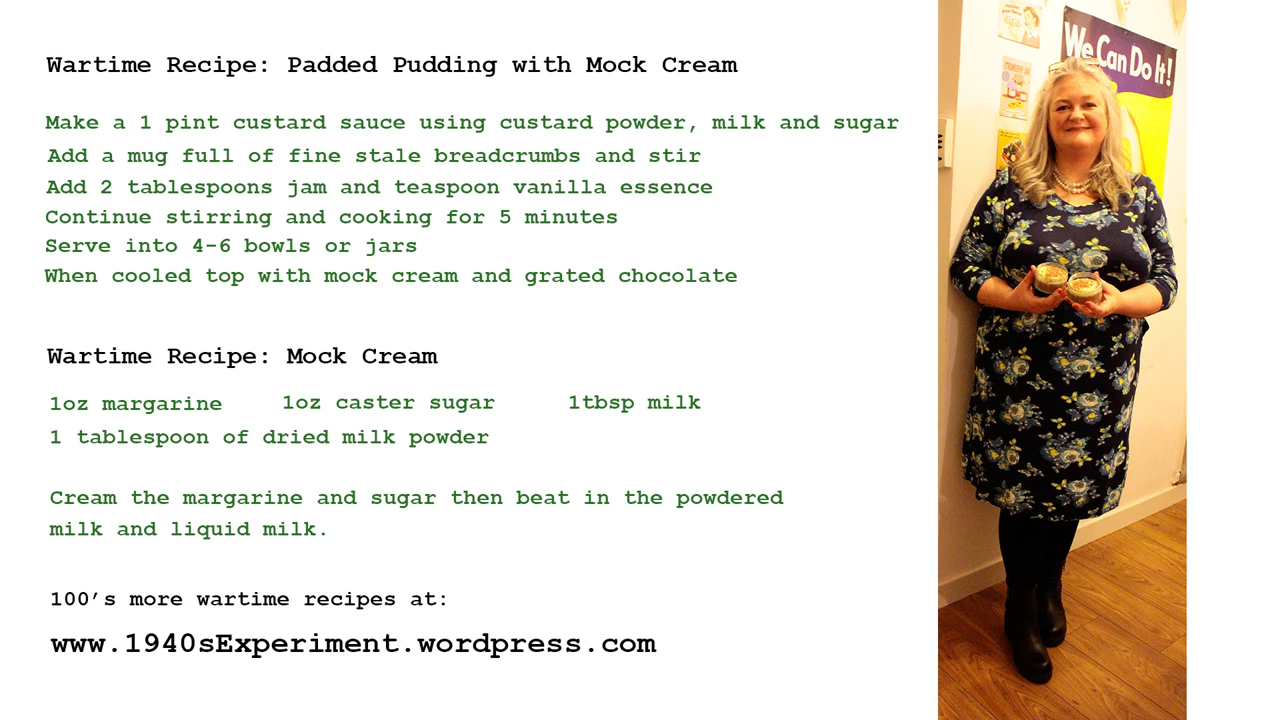 Wartime Recipe: Padded Pudding with Mock Cream
Make a 1 pint custard sauce using custard powder, milk and sugar
Add a mug full of fine stale breadcrumbs and stir
Add 2 tablespoons jam and teaspoon vanilla essence
Continue stirring and cooking for 5 minutes
Serve into 4-6 bowls or jars
When cooled top with mock cream and grated chocolate
Wartime Recipe: Mock Cream
1oz margarine 1oz caster sugar 1tbsp milk
1 tablespoon of dried milk powder
Cream the margarine and sugar then beat in the powdered
milk and liquid milk.
100's more wartime recipes at:
www.1940sExperiment.wordpress.com
We Can Do It!